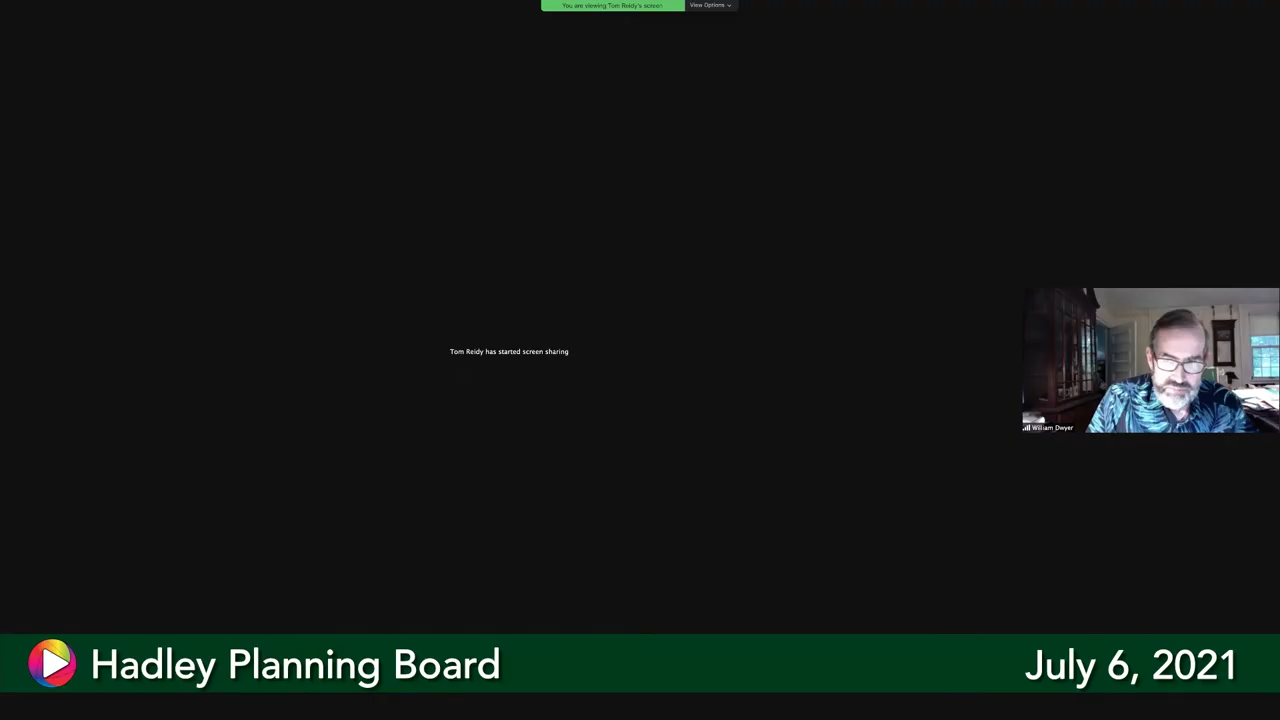 You are viewing Tom Reidy's screen View Options
Tom Reidy has started screen sharing
William Dwyer
Hadley Planning Board
July 6, 2021